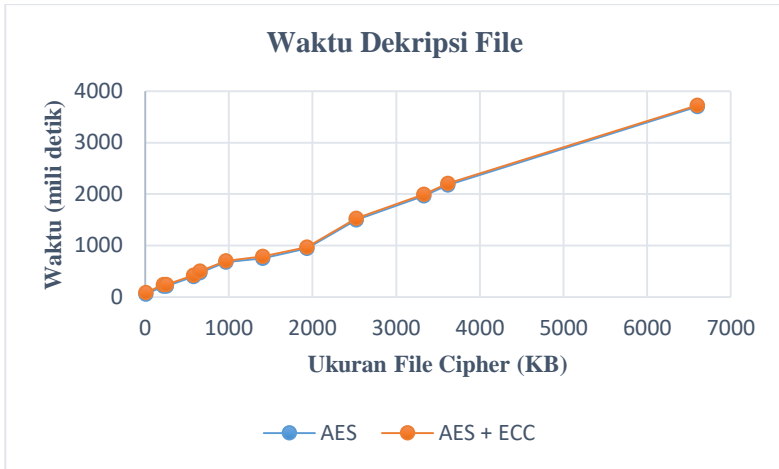 Waktu Dekripsi File
Waktu (mili detik)
4000
3000
2000
1000
0
0 1000 2000 3000 4000 5000 6000 7000
Ukuran File Cipher (KB)
AES AES + ECC